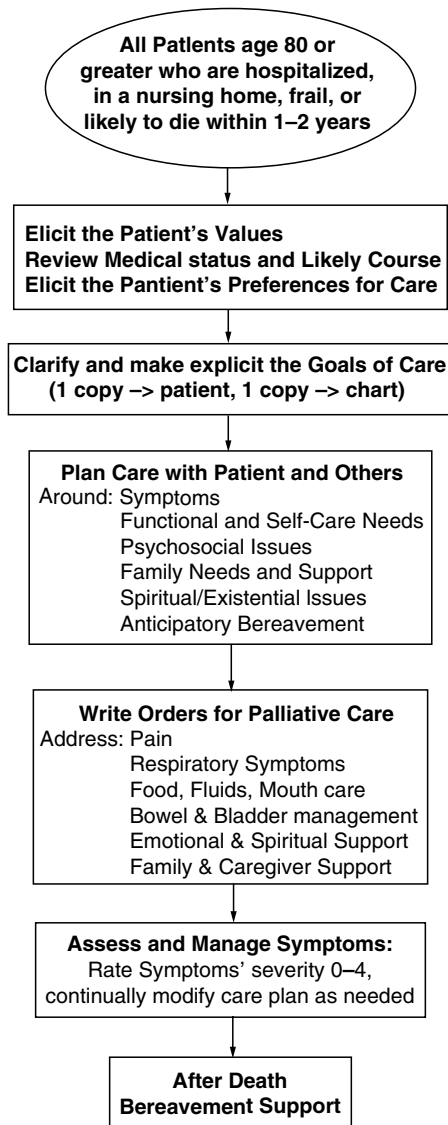 All Patlents age 80 or
greater who are hospitalized,
in a nursing home, frail, or
likely to die within 1–2 years
Elicit the Patient's Values
Review Medical status and Likely Course
Elicit the Pantient's Preferences for Care
Clarify and make explicit the Goals of Care
(1 copy –> patient, 1 copy –> chart)
Plan Care with Patient and Others
Around: Symptoms
Functional and Self-Care Needs
Psychosocial Issues
Family Needs and Support
Spiritual/Existential Issues
Anticipatory Bereavement
Write Orders for Palliative Care
Address: Pain
Respiratory Symptoms
Food, Fluids, Mouth care
Bowel & Bladder management
Emotional & Spiritual Support
Family & Caregiver Support
Assess and Manage Symptoms:
Rate Symptoms' severity 0–4,
continually modify care plan as needed
After Death
Bereavement Support